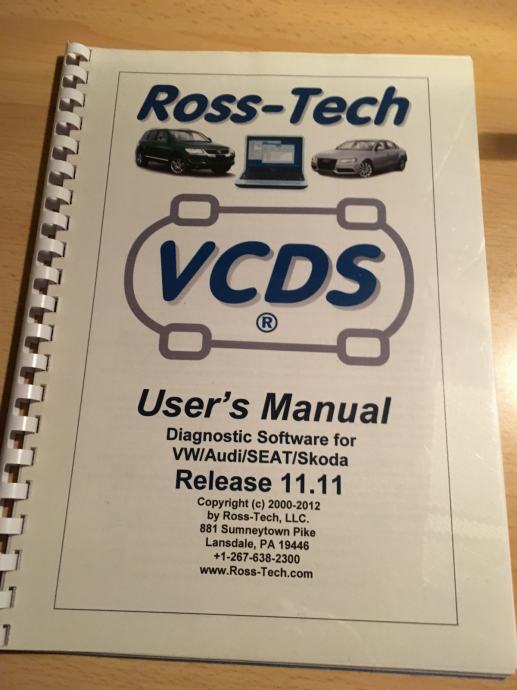 Ross-Tech
VCDS
®
User's Manual
Diagnostic Software for
VW/Audi/SEAT/Skoda
Release 11.11
Copyright (c) 2000-2012
by Ross-Tech, LLC.
881 Sumneytown Pike
Lansdale, PA 19446
+1-267-638-2300
www.Ross-Tech.com